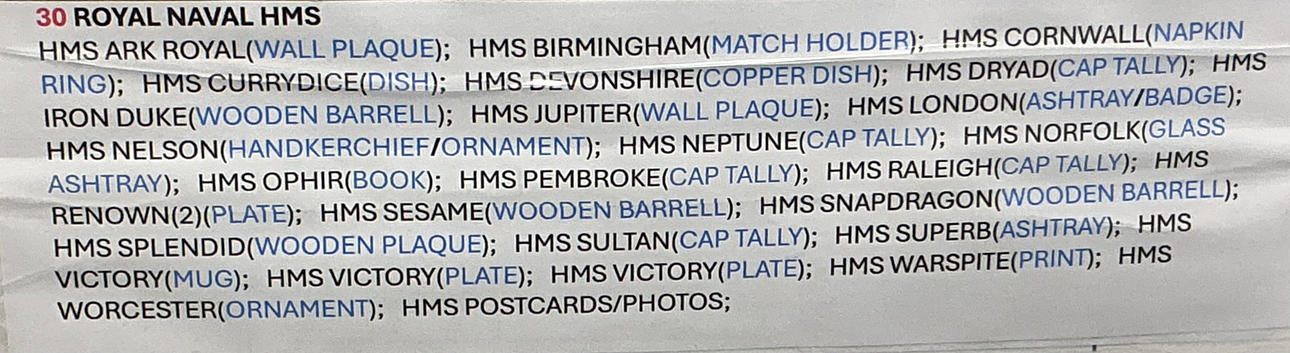 30 ROYAL NAVAL HMS
HMS ARK ROYAL(WALL PLAQUE); HMS BIRMINGHAM(MATCH HOLDER); HMS CORNWALL(NAPKIN
RING); HMS CURRYDICE(DISH); HMS DEVONSHIRE(COPPER DISH); HMS DRYAD(CAP TALLY); HMS
IRON DUKE(WOODEN BARRELL); HMS JUPITER(WALL PLAQUE); HMS LONDON(ASHTRAY/BADGE);
HMS NELSON(HANDKERCHIEF/ORNAMENT); HMS NEPTUNE(CAP TALLY); HMS NORFOLK(GLASS
ASHTRAY); HMS OPHIR(BOOK); HMS PEMBROKE(CAP TALLY); HMS RALEIGH(CAP TALLY); HMS
RENOWN(2)(PLATE); HMS SESAME(WOODEN BARRELL); HMS SNAPDRAGON(WOODEN BARRELL);
HMS SPLENDID(WOODEN PLAQUE); HMS SULTAN(CAP TALLY); HMS SUPERB(ASHTRAY); HMS
VICTORY(MUG); HMS VICTORY(PLATE); HMS VICTORY(PLATE); HMS WARSPITE(PRINT); HMS
WORCESTER(ORNAMENT); HMS POSTCARDS/PHOTOS;